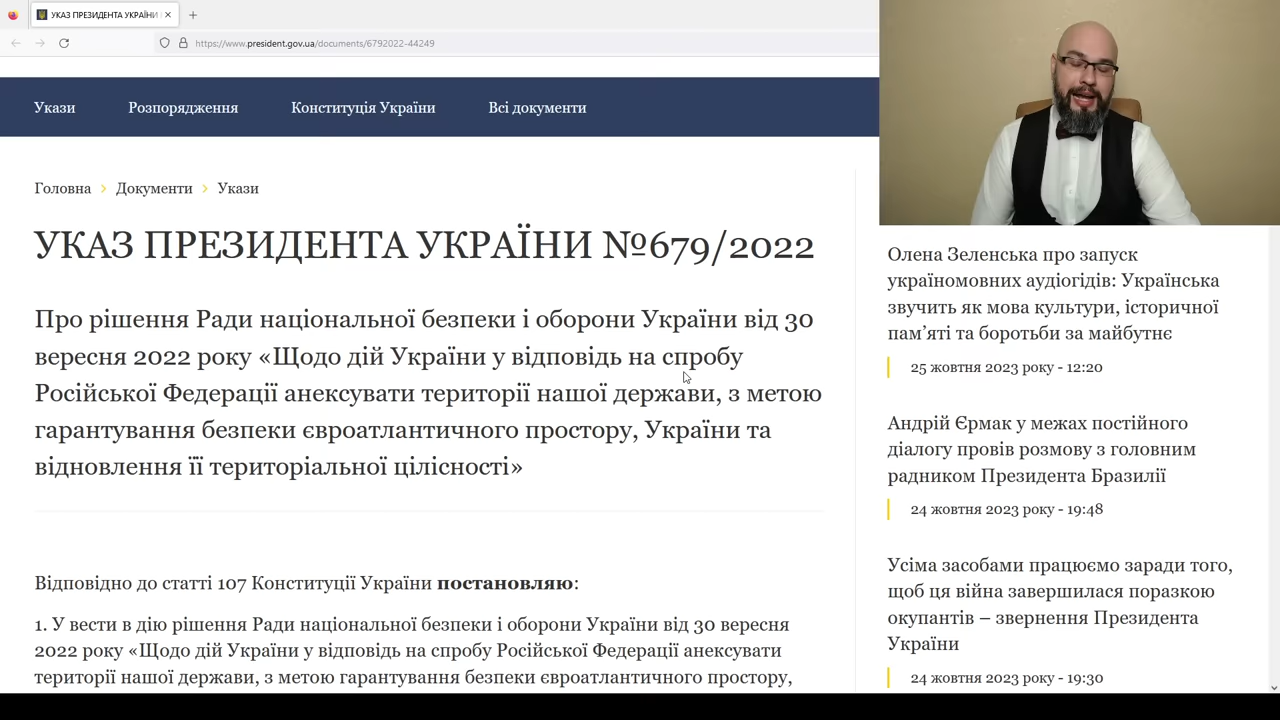 УКАЗ ПРЕЗИДЕНТА УКРАЇНИ
https://www.president.gov.ua/documents/6792022-44249
Укази Розпорядження Конституція України Всі документи
Головна Документи Укази
УКАЗ ПРЕЗИДЕНТА УКРАЇНИ №679/2022
Про рішення Ради національної безпеки і оборони України від 30
вересня 2022 року «Щодо дій України у відповідь на спробу
Російської Федерації анексувати території нашої держави, з метою
гарантування безпеки євроатлантичного простору, України та
відновлення її територіальної цілісності»
Відповідно до статті 107 Конституції України постановляю:
1. У вести в дію рішення Ради національної безпеки і оборони України від 30 вересня
2022 року «Щодо дій України у відповідь на спробу Російської Федерації анексувати
території нашої держави, з метою гарантування безпеки євроатлантичного простору,
Олена Зеленська про запуск
україномовних аудіогідів: Українська
звучить як мова культури, історичної
пам’яті та боротьби за майбутнє
25 жовтня 2023 року - 12:20
Андрій Єрмак у межах постійного
діалогу провів розмову з головним
радником Президента Бразилії
24 жовтня 2023 року - 19:48
Усіма засобами працюємо заради того,
щоб ця війна завершилася поразкою
окупантів – звернення Президента
України
24 жовтня 2023 року - 19:30